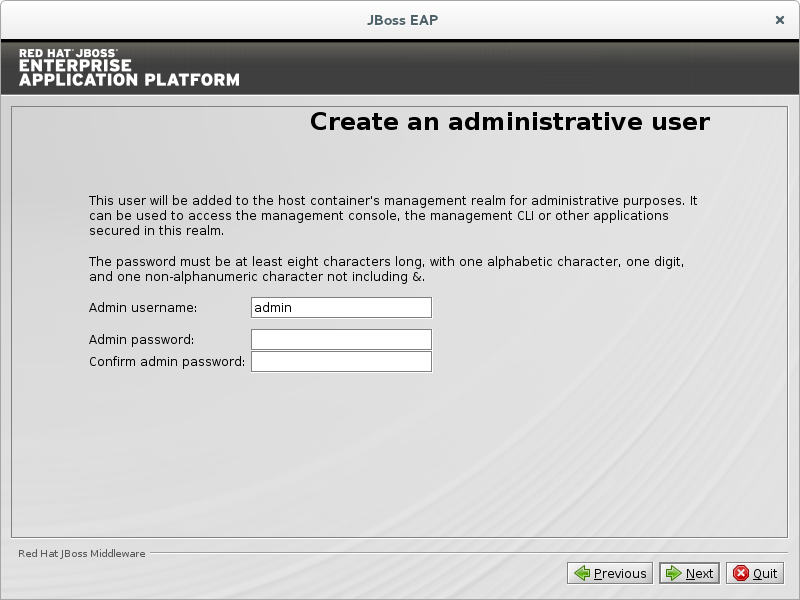 JBoss EAP
RED HAT® JBOSS®
ENTERPRISE
APPLICATION PLATFORM
Create an administrative user
This user will be added to the host container's management realm for administrative purposes. It
can be used to access the management console, the management CLI or other applications
secured in this realm.
The password must be at least eight characters long, with one alphabetic character, one digit,
and one non-alphanumeric character not including &.
Admin username: admin
Admin password:
Confirm admin password:
Red Hat JBoss Middleware
Previous Next Quit